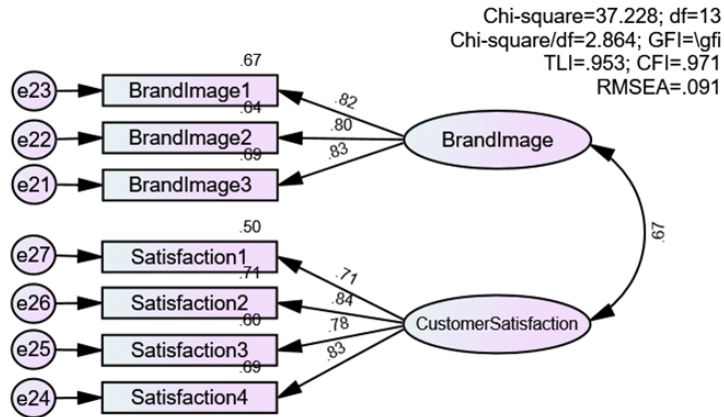 Chi-square=37.228; df=13
Chi-square/df=2.864; GFI=\gfi
TLI=.953; CFI=.971
RMSEA=.091
.67
e23
BrandImage1
.82
.64
e22
BrandImage2
.80
BrandImage
.69
e21
BrandImage3
.83
.67
.50
e27
Satisfaction1
.71
.71
e26
Satisfaction2
.84
CustomerSatisfaction
.60
e25
Satisfaction3
.78
.69
e24
Satisfaction4
.83